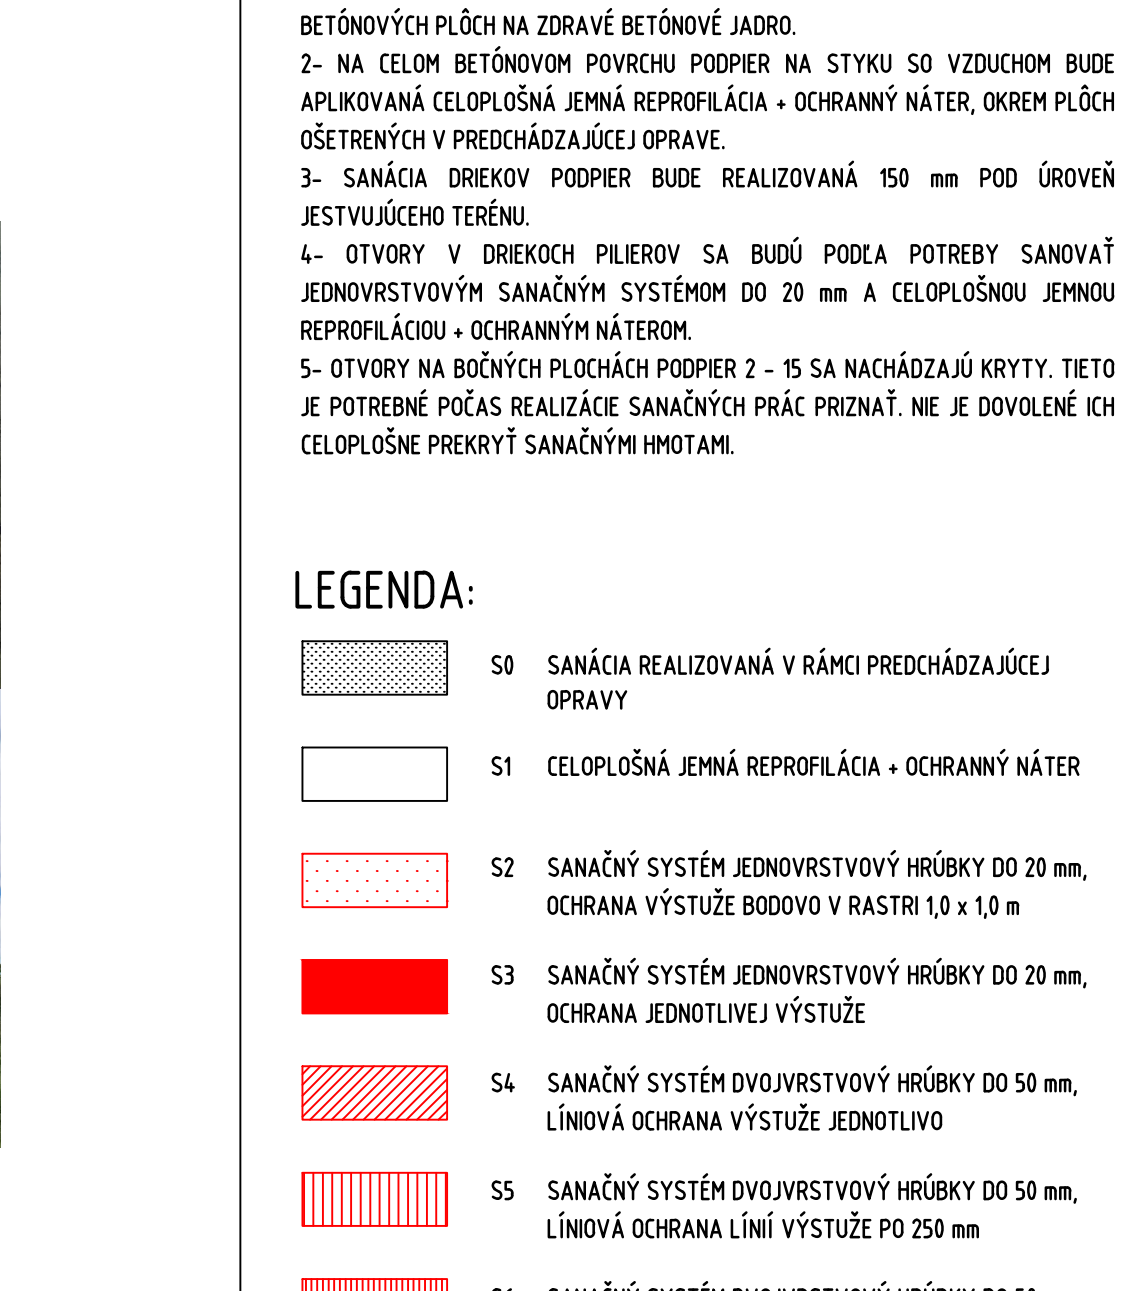 BETÓNOVÝCH PLÔCH NA ZDRAVÉ BETÓNOVÉ JADRO.
2- NA CELOM BETÓNOVOM POVRCHU PODPIER NA STYKU SO VZDUCHOM BUDE
APLIKOVANÁ CELOPLOŠNÁ JEMNÁ REPROFILÁCIA + OCHRANNÝ NÁTER, OKREM PLÔCH
OŠETRENÝCH V PREDCHÁDZAJÚCEJ OPRAVE.
3- SANÁCIA DRIEKOV PODPIER BUDE REALIZOVANÁ 150 mm POD ÚROVEŇ
JESTVUJÚCEHO TERÉNU.
4- OTVORY V DRIEKOCH PILIEROV SA BUDÚ PODĽA POTREBY SANOVAŤ
JEDNOVRSTVOVÝM SANAČNÝM SYSTÉMOM DO 20 mm A CELOPLOŠNOU JEMNOU
REPROFILÁCIOU + OCHRANNÝM NÁTEROM.
5- OTVORY NA BOČNÝCH PLOCHÁCH PODPIER 2 - 15 SA NACHÁDZAJÚ KRYTY. TIETO
JE POTREBNÉ POČAS REALIZÁCIE SANAČNÝCH PRÁC PRIZNAŤ. NIE JE DOVOLENÉ ICH
CELOPLOŠNE PREKRYŤ SANAČNÝMI HMOTAMI.
LEGENDA:
S0 SANÁCIA REALIZOVANÁ V RÁMCI PREDCHÁDZAJÚCEJ
OPRAVY
S1 CELOPLOŠNÁ JEMNÁ REPROFILÁCIA + OCHRANNÝ NÁTER
S2 SANAČNÝ SYSTÉM JEDNOVRSTVOVÝ HRÚBKY DO 20 mm,
OCHRANA VÝSTUŽE BODOVO V RASTRI 1,0 x 1,0 m
S3 SANAČNÝ SYSTÉM JEDNOVRSTVOVÝ HRÚBKY DO 20 mm,
OCHRANA JEDNOTLIVEJ VÝSTUŽE
S4 SANAČNÝ SYSTÉM DVOJVRSTVOVÝ HRÚBKY DO 50 mm,
LÍNIOVÁ OCHRANA VÝSTUŽE JEDNOTLIVO
S5 SANAČNÝ SYSTÉM DVOJVRSTVOVÝ HRÚBKY DO 50 mm,
LÍNIOVÁ OCHRANA LÍNIÍ VÝSTUŽE PO 250 mm